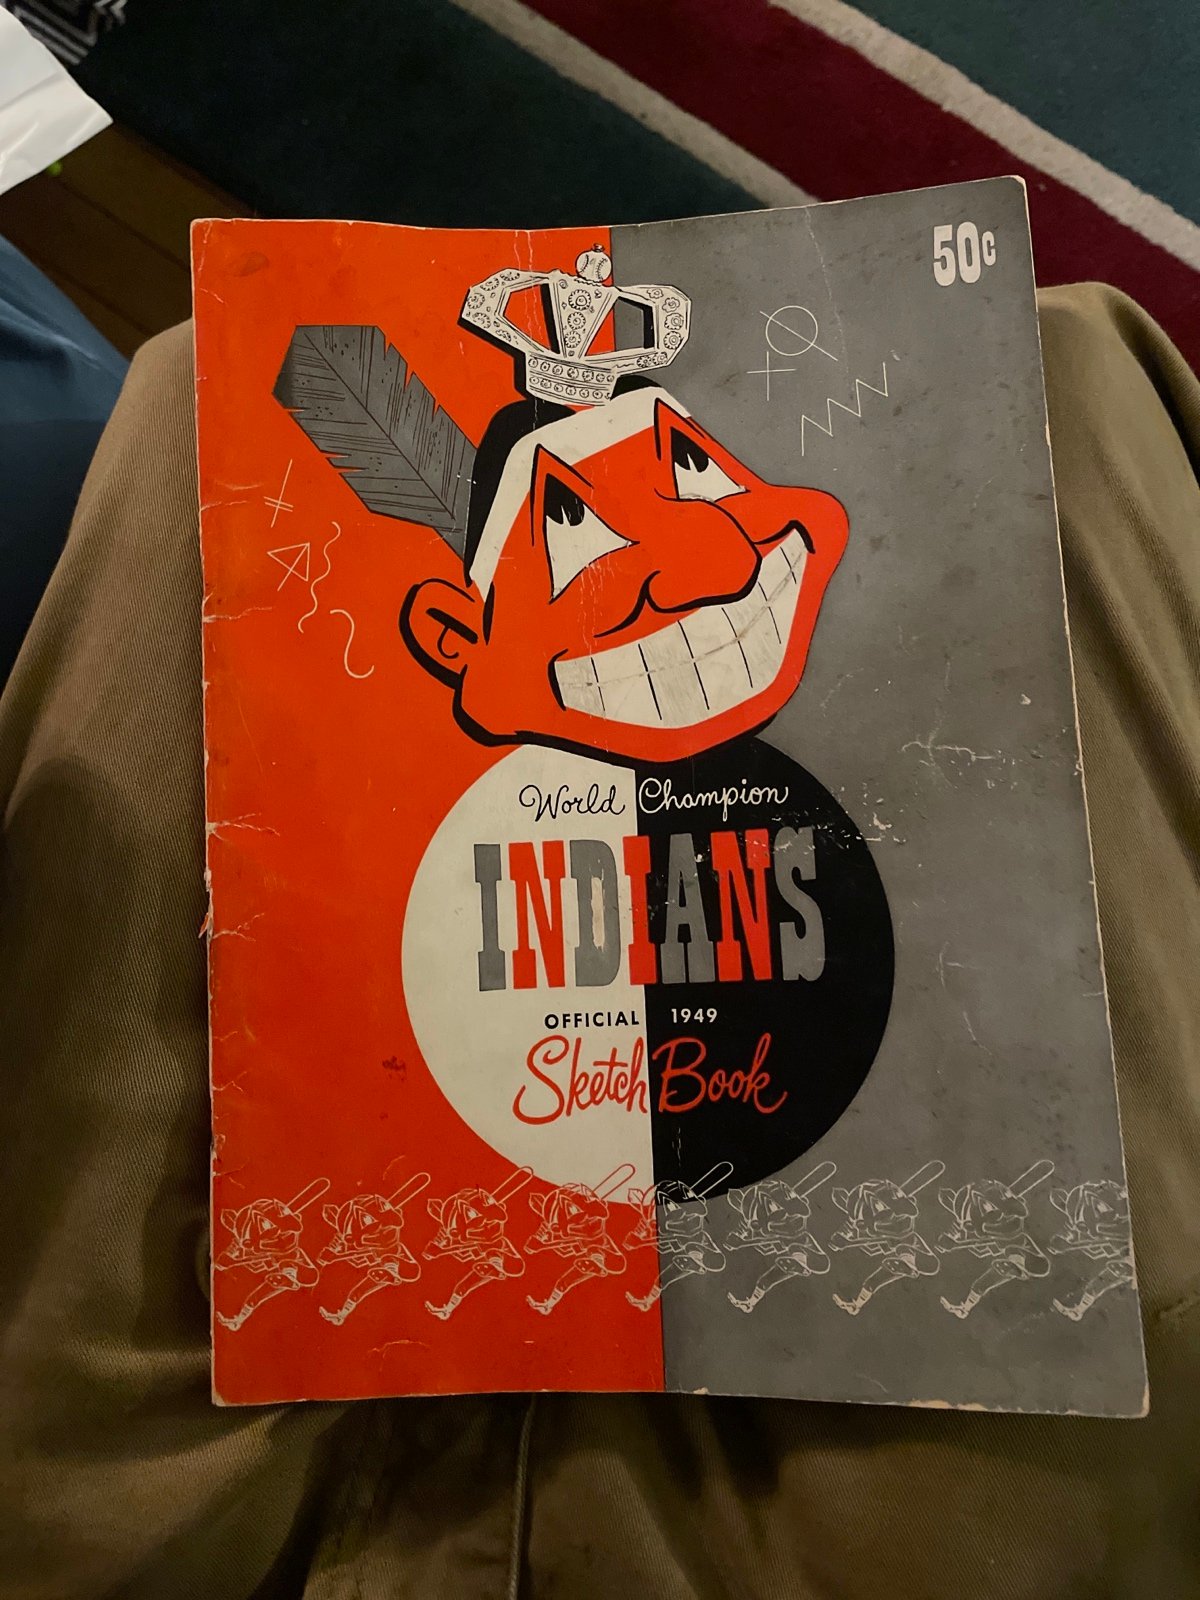 50¢
World Champion
INDIANS
OFFICIAL 1949
Sketch Book